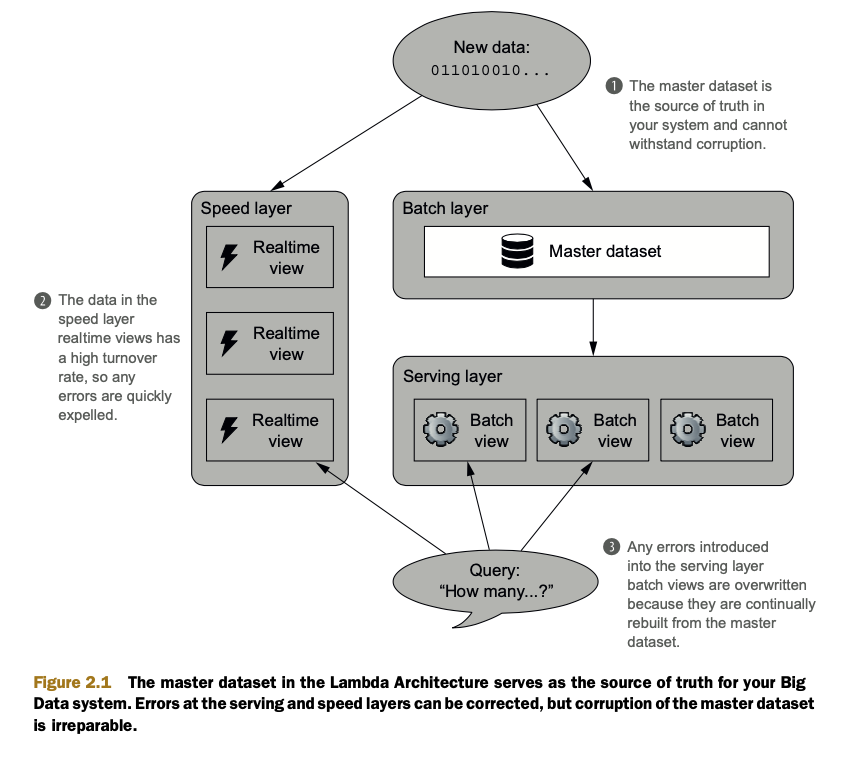 New data:
011010010...
1 The master dataset is
the source of truth in
your system and cannot
withstand corruption.
Speed layer
Realtime
view
Realtime
view
Realtime
view
2 The data in the
speed layer
realtime views has
a high turnover
rate, so any
errors are quickly
expelled.
Batch layer
Master dataset
Serving layer
Batch
view
Batch
view
Batch
view
Query:
“How many...?”
3 Any errors introduced
into the serving layer
batch views are overwritten
because they are continually
rebuilt from the master
dataset.
Figure 2.1 The master dataset in the Lambda Architecture serves as the source of truth for your Big
Data system. Errors at the serving and speed layers can be corrected, but corruption of the master dataset
is irreparable.